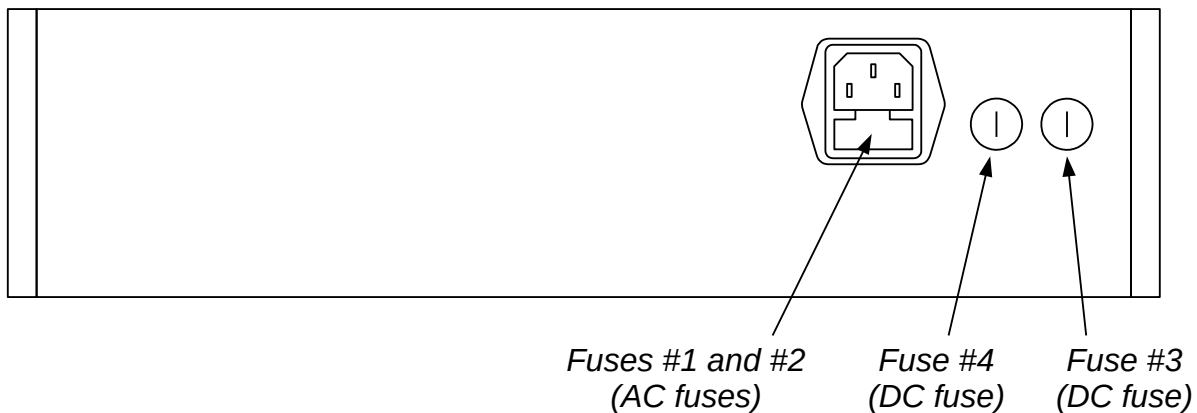 Fuses #1 and #2
(AC fuses)
Fuse #4
(DC fuse)
Fuse #3
(DC fuse)